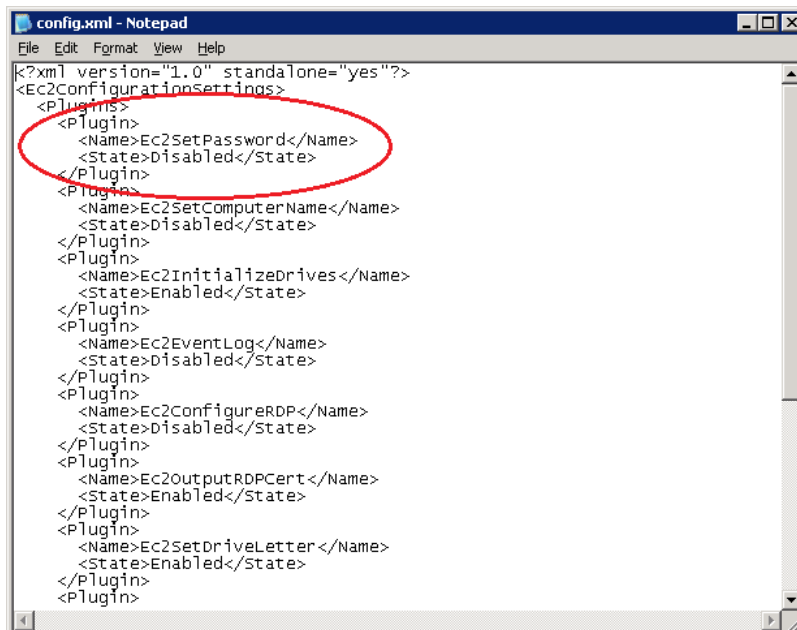 config.xml - Notepad
File Edit Format View Help
<?xml version="1.0" standalone="yes"?>
<Ec2ConfigurationSettings>
  <Plugins>
    <Plugin>
      <Name>Ec2SetPassword</Name>
      <State>Disabled</State>
    </Plugin>
    <Plugin>
      <Name>Ec2SetComputerName</Name>
      <State>Disabled</State>
    </Plugin>
    <Plugin>
      <Name>Ec2InitializeDrives</Name>
      <State>Enabled</State>
    </Plugin>
    <Plugin>
      <Name>Ec2EventLog</Name>
      <State>Disabled</State>
    </Plugin>
    <Plugin>
      <Name>Ec2ConfigureRDP</Name>
      <State>Disabled</State>
    </Plugin>
    <Plugin>
      <Name>Ec2OutputRDPCert</Name>
      <State>Enabled</State>
    </Plugin>
    <Plugin>
      <Name>Ec2SetDriveLetter</Name>
      <State>Enabled</State>
    </Plugin>
    <Plugin>